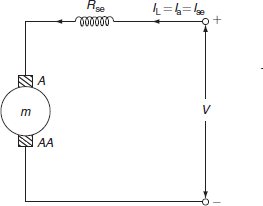 Rse
IL = Ia = Ise
+
A
m
V
AA
−